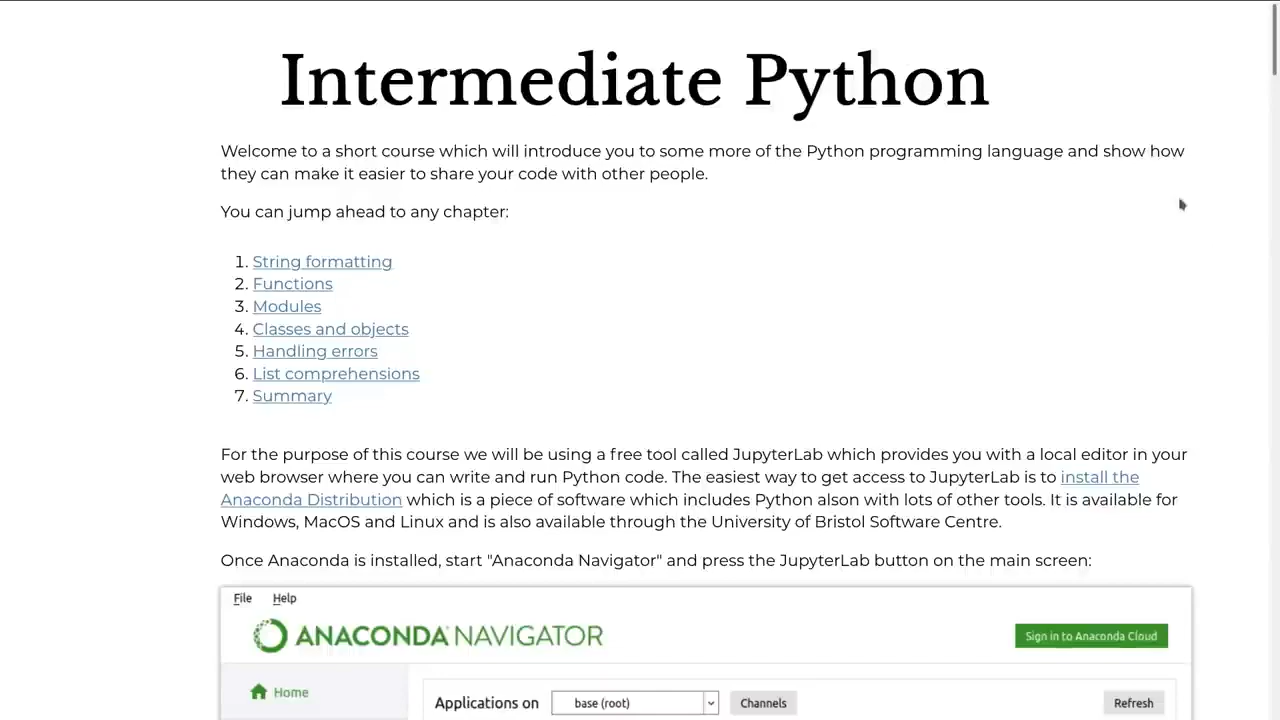 Intermediate Python
Welcome to a short course which will introduce you to some more of the Python programming language and show how
they can make it easier to share your code with other people.
You can jump ahead to any chapter:
1. String formatting
2. Functions
3. Modules
4. Classes and objects
5. Handling errors
6. List comprehensions
7. Summary
For the purpose of this course we will be using a free tool called JupyterLab which provides you with a local editor in your
web browser where you can write and run Python code. The easiest way to get access to JupyterLab is to install the
Anaconda Distribution which is a piece of software which includes Python alson with lots of other tools. It is available for
Windows, MacOS and Linux and is also available through the University of Bristol Software Centre.
Once Anaconda is installed, start "Anaconda Navigator" and press the JupyterLab button on the main screen:
File Help
ANACONDA NAVIGATOR Sign in to Anaconda Cloud
Home
Applications on base (root) Channels Refresh